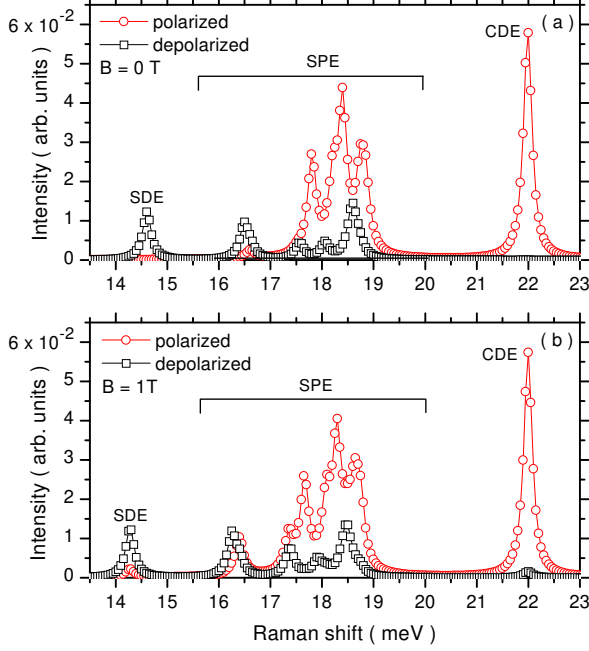 6 x 10⁻²
polarized
depolarized
B = 0 T
( a )
CDE
SPE
SDE
5
4
3
2
1
0
Intensity ( arb. units )
14 15 16 17 18 19 20 21 22 23
6 x 10⁻²
polarized
depolarized
B = 1T
( b )
CDE
SPE
SDE
5
4
3
2
1
0
Intensity ( arb. units )
14 15 16 17 18 19 20 21 22 23
Raman shift ( meV )